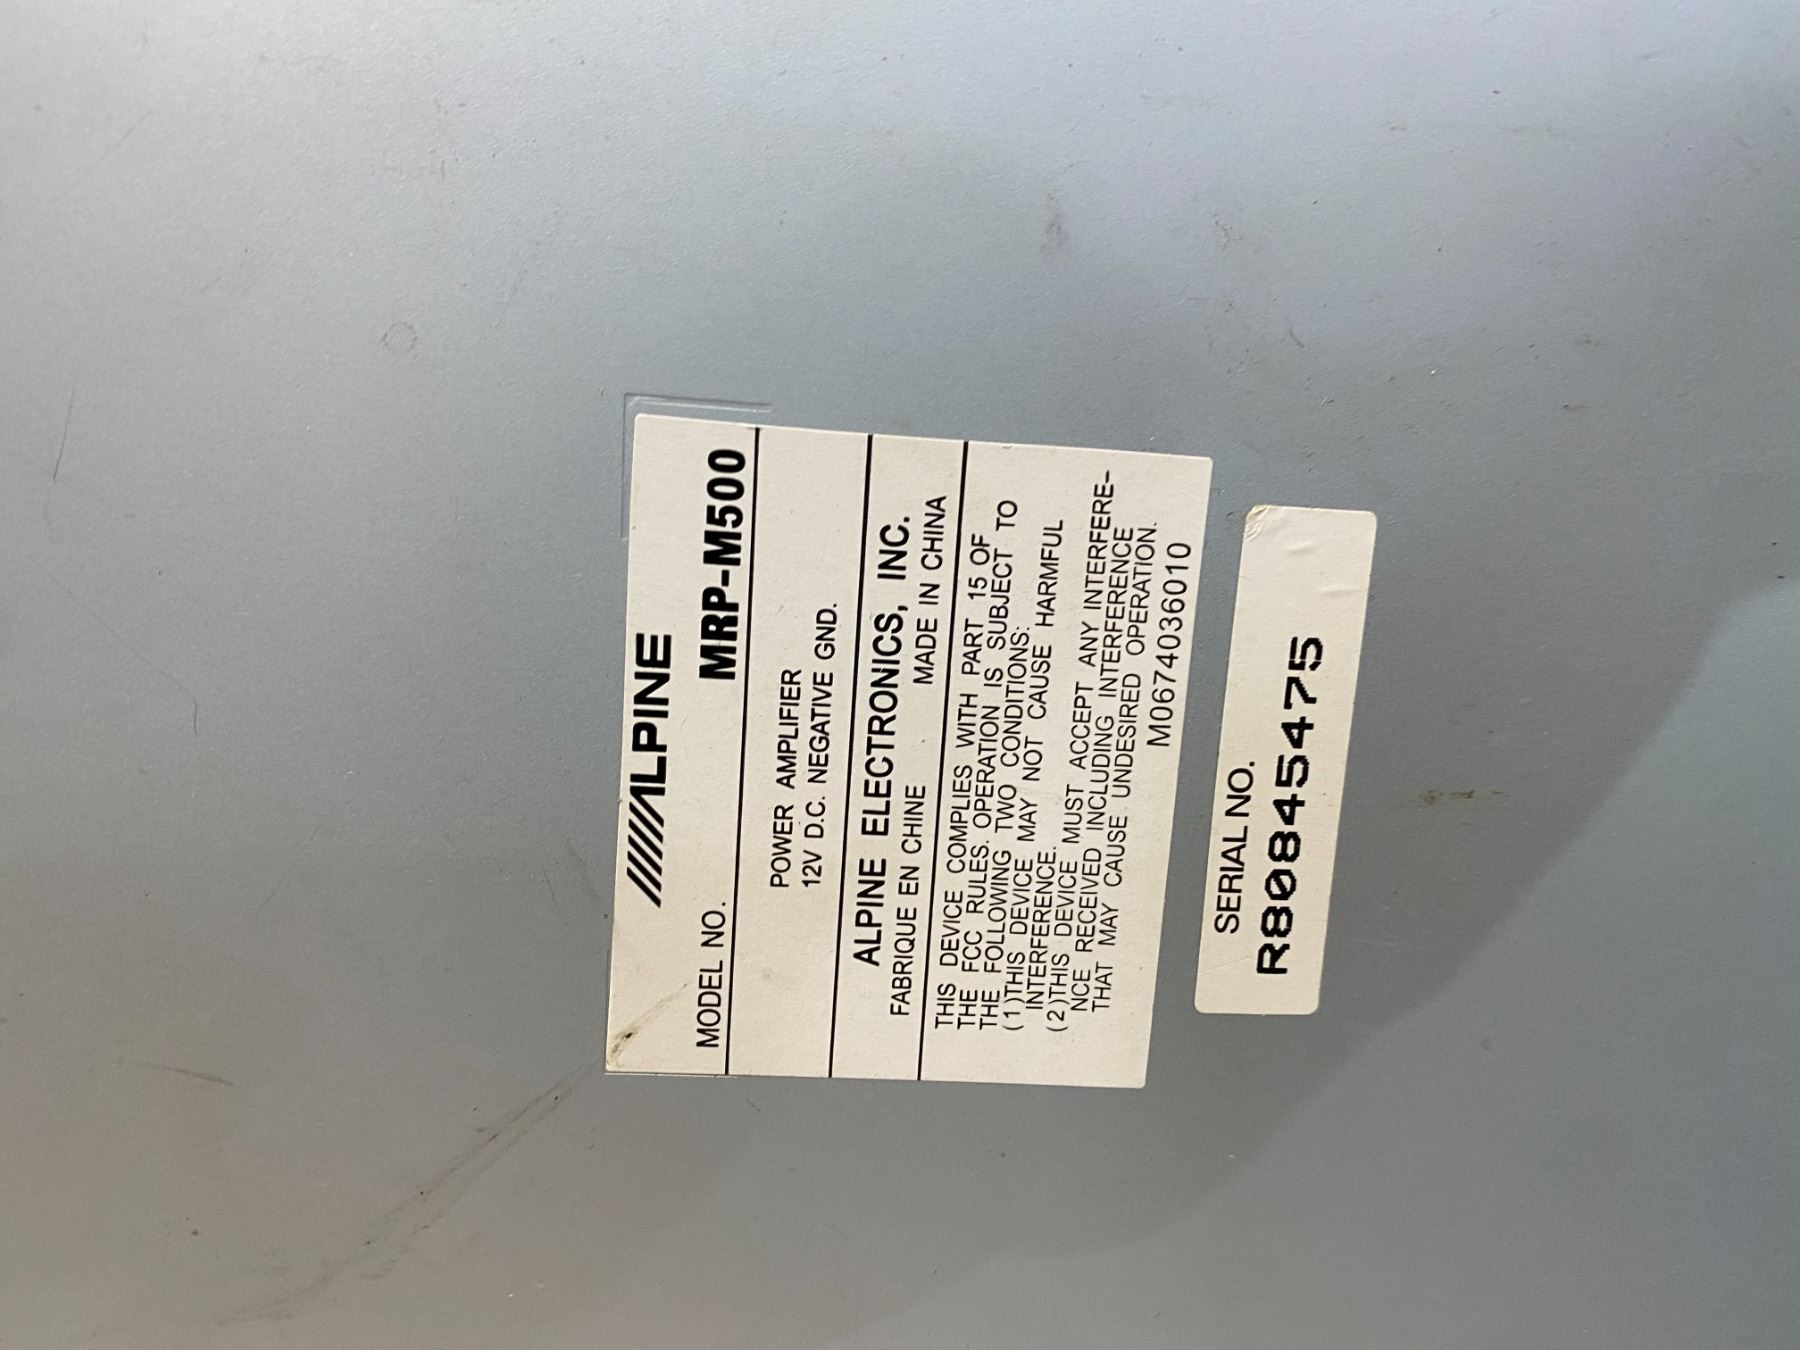 ALPINE
MODEL NO. MRP-M500
POWER AMPLIFIER
12V D.C. NEGATIVE GND.
ALPINE ELECTRONICS, INC.
FABRIQUE EN CHINE MADE IN CHINA
THIS DEVICE COMPLIES WITH PART 15 OF
THE FCC RULES. OPERATION IS SUBJECT TO
THE FOLLOWING TWO CONDITIONS:
(1)THIS DEVICE MAY NOT CAUSE HARMFUL
INTERFERENCE.
(2)THIS DEVICE MUST ACCEPT ANY INTERFERE-
NCE RECEIVED INCLUDING INTERFERENCE
THAT MAY CAUSE UNDESIRED OPERATION.
M0674036010
SERIAL NO.
R80845475